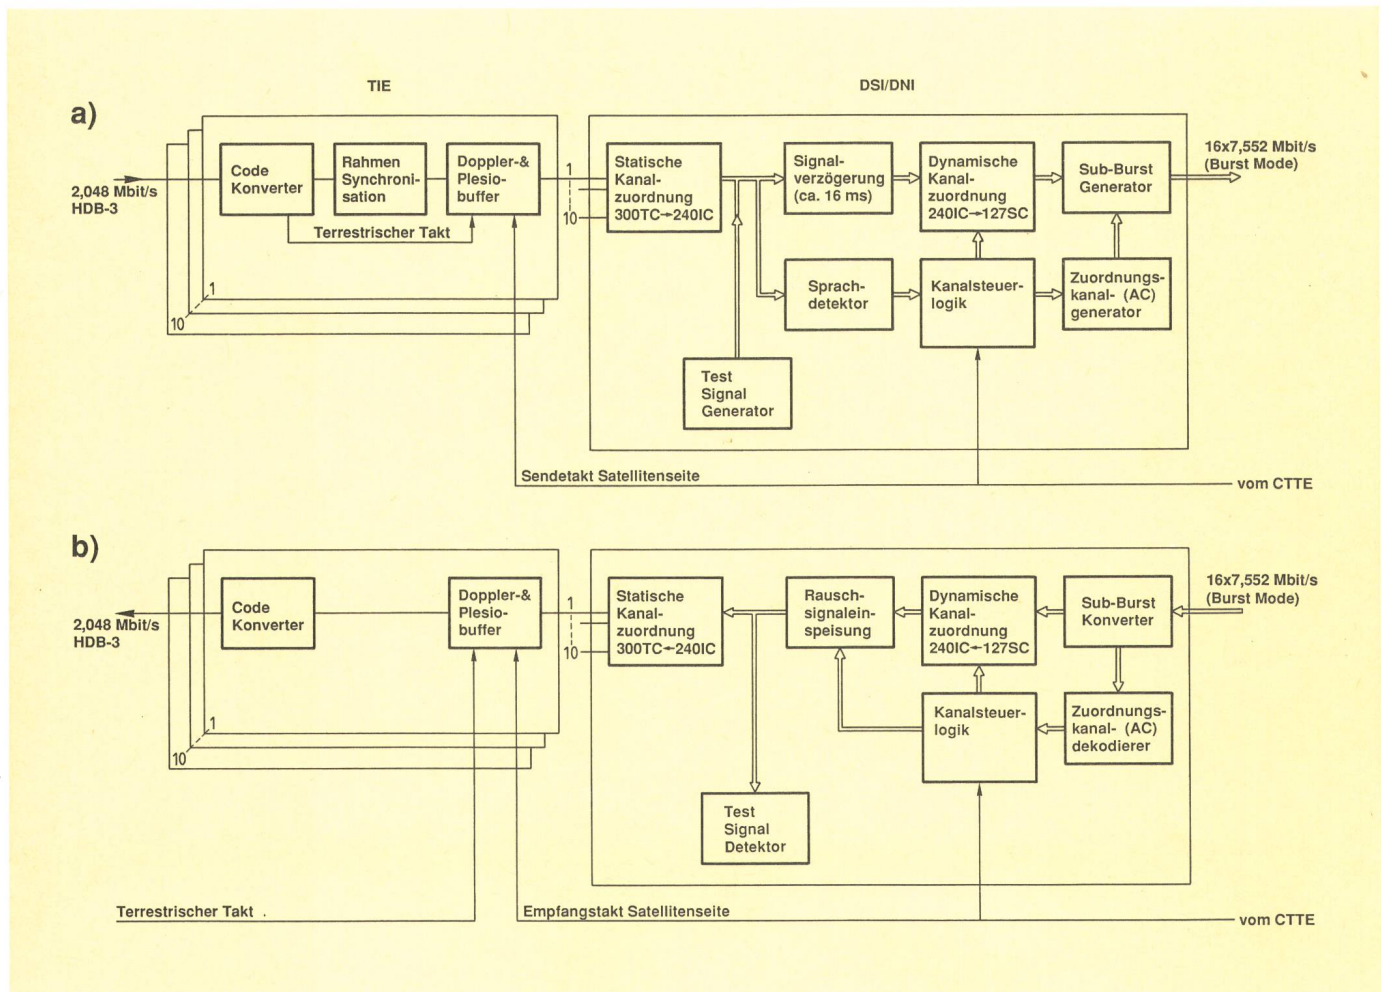 TIE
DSI/DNI
a)
2,048 Mbit/s
HDB-3
Code
Konverter
Rahmen
Synchroni-
sation
Doppler-&
Plesio-
buffer
Terrestrischer Takt
1
10
1
10
Statische
Kanal-
zuordnung
300TC→240IC
Signal-
verzögerung
(ca. 16 ms)
Dynamische
Kanal-
zuordnung
240IC→127SC
Sub-Burst
Generator
16x7,552 Mbit/s
(Burst Mode)
Sprach-
detektor
Kanalsteuer-
logik
Zuordnungs-
kanal- (AC)
generator
Test
Signal
Generator
Sendetakt Satellitenseite
vom CTTE
b)
2,048 Mbit/s
HDB-3
Code
Konverter
Doppler-&
Plesio-
buffer
1
10
1
10
Statische
Kanal-
zuordnung
300TC←240IC
Rausch-
signalein-
speisung
Dynamische
Kanal-
zuordnung
240IC←127SC
Sub-Burst
Konverter
16x7,552 Mbit/s
(Burst Mode)
Kanalsteuer-
logik
Zuordnungs-
kanal- (AC)
dekodierer
Test
Signal
Detektor
Terrestrischer Takt
Empfangstakt Satellitenseite
vom CTTE